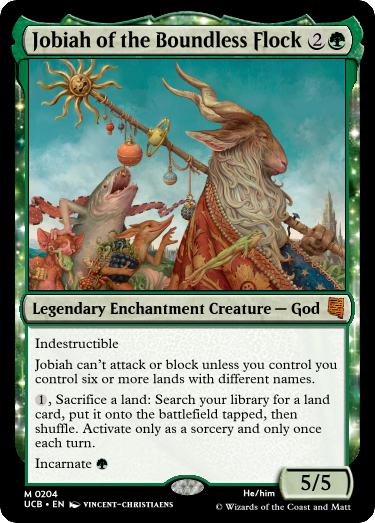 Jobiah of the Boundless Flock 2
Legendary Enchantment Creature — God
Indestructible
Jobiah can't attack or block unless you control you
control six or more lands with different names.
1, Sacrifice a land: Search your library for a land
card, put it onto the battlefield tapped, then
shuffle. Activate only as a sorcery and only once
each turn.
Incarnate
5/5
M 0204
He/him
UCB • EN VINCENT-CHRISTIAENS
© Wizards of the Coast and Matt